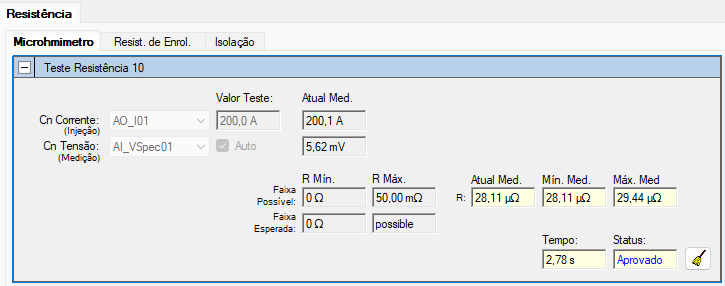 Resistência
Microhmimetro Resist. de Enrol. Isolação
Teste Resistência 10
Valor Teste: Atual Med.
Cn Corrente: AO_I01 200,0 A 200,1 A
(Injeção)
Cn Tensão: AI_VSpec01 Auto 5,62 mV
(Medição)
R Mín. R Máx. Atual Med. Mín. Med. Máx. Med
Faixa
Possível: 0 Ω 50,00 mΩ R: 28,11 μΩ 28,11 μΩ 29,44 μΩ
Faixa
Esperada: 0 Ω possible
Tempo: Status:
2,78 s Aprovado